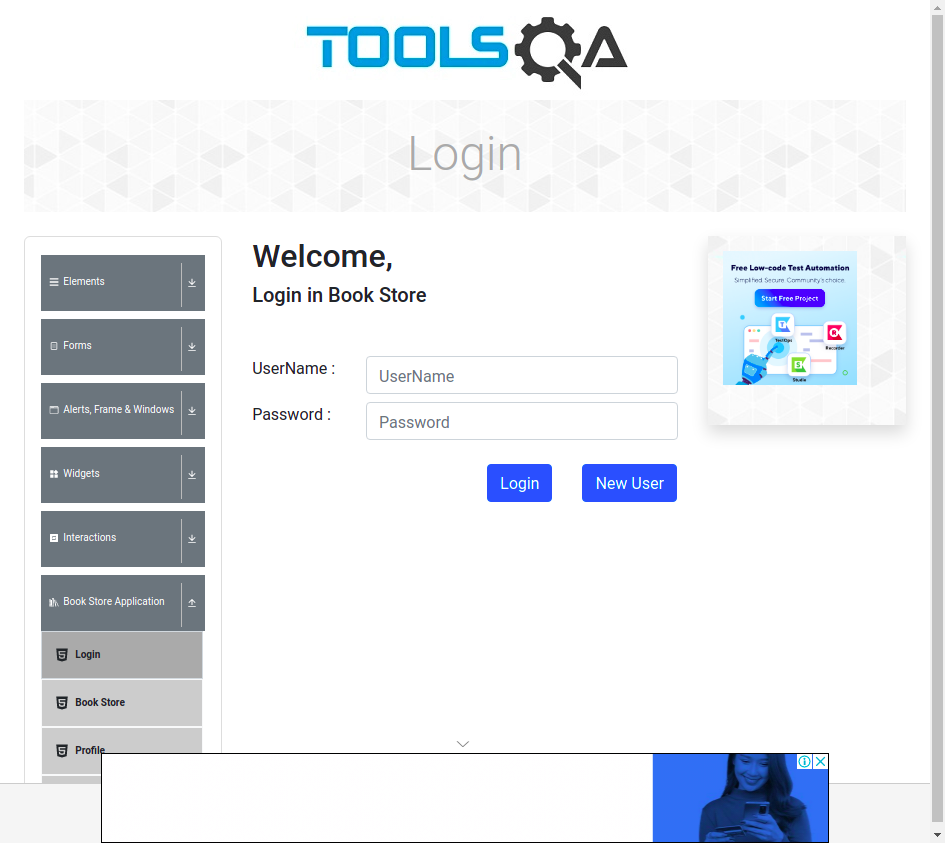 TOOLSQA
Login
Elements
Forms
Alerts, Frame & Windows
Widgets
Interactions
Book Store Application
Login
Book Store
Profile
Welcome,
Login in Book Store
UserName :
UserName
Password :
Password
Login
New User
Free Low-code Test Automation
Simplified. Secure. Community's choice.
Start Free Project
TestOps
Recorder
Studio